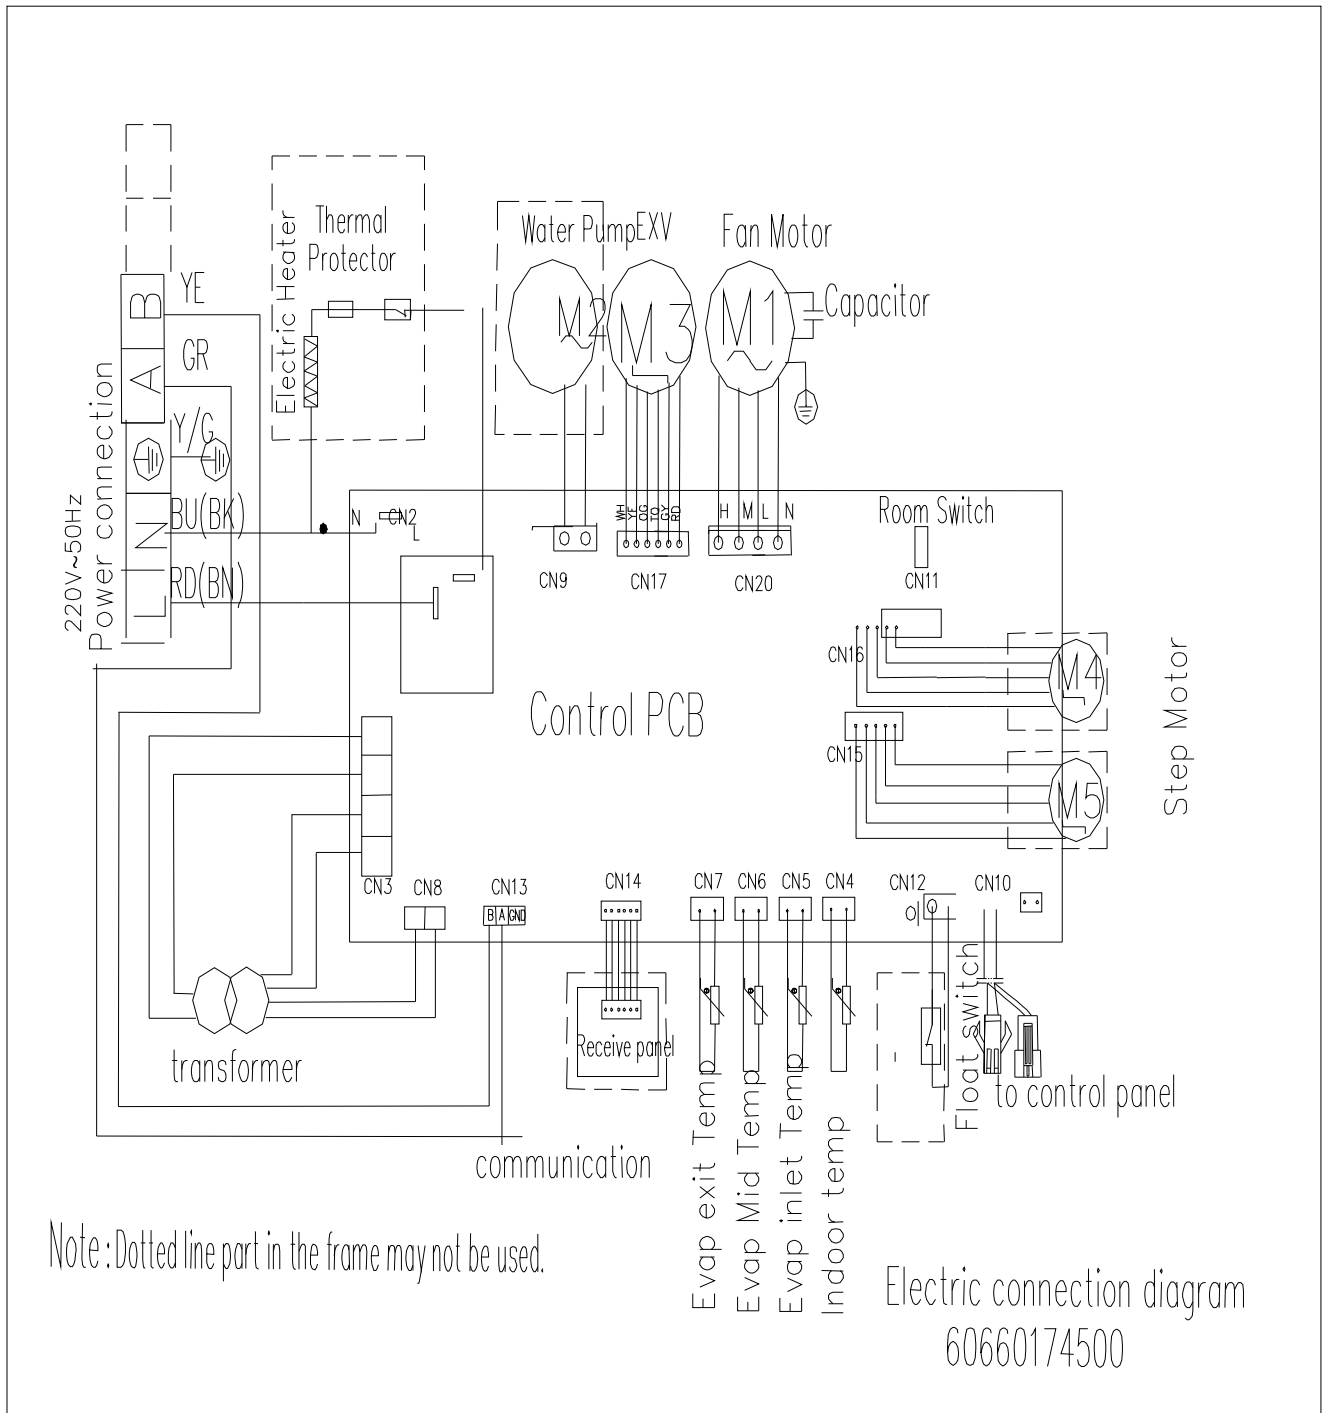 Thermal
Protector
Electric Heater
Water Pump
EXV
Fan Motor
M2
M3
M1
Capacitor
B
YE
A
GR
Y/G
N
BU(BK)
L
RD(BN)
220V~50Hz
Power connection
N
CN2
L
WH
YE
OG
GY
RD
H
M
L
N
CN9
CN17
CN20
Room Switch
CN11
CN16
M4
CN15
M5
Step Motor
Control PCB
CN3
CN8
CN13
B
A
GND
CN14
CN7
CN6
CN5
CN4
CN12
CN10
Receive panel
transformer
communication
Evap exit Temp
Evap Mid Temp
Evap inlet Temp
Indoor temp
Float switch
to control panel
Note:Dotted line part in the frame may not be used.
Electric connection diagram
60660174500